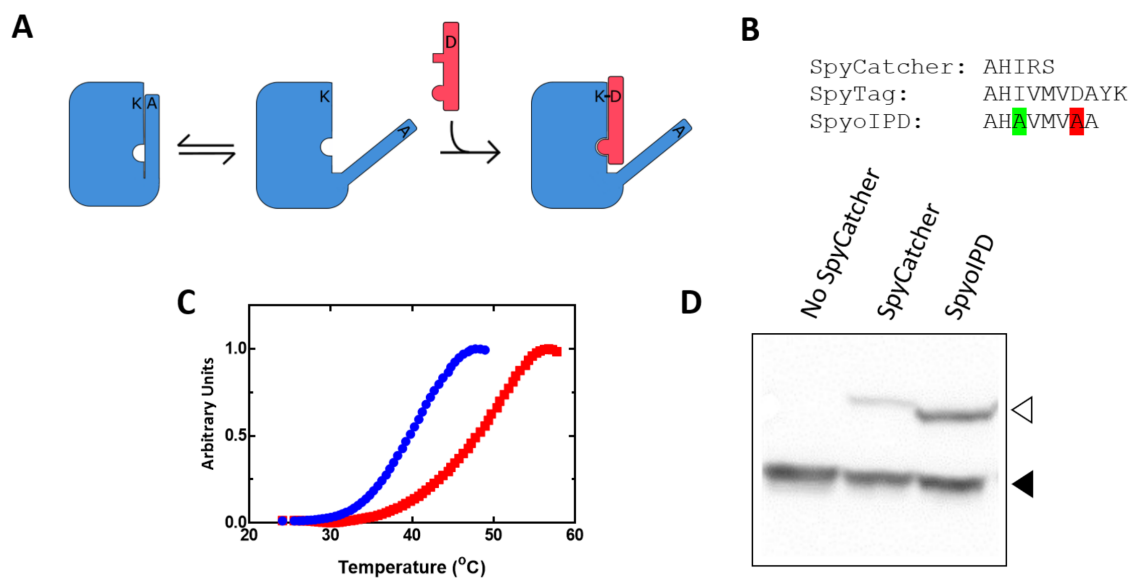 A
K A
K
A
D
K-D
A
B
SpyCatcher: AHIRS
SpyTag: AHIVMVDAYK
SpyoIPD: AHAVMVAA
C
1.0
0.5
0.0
20 30 40 50 60
Arbitrary Units
Temperature (°C)
D
No SpyCatcher
SpyCatcher
SpyoIPD